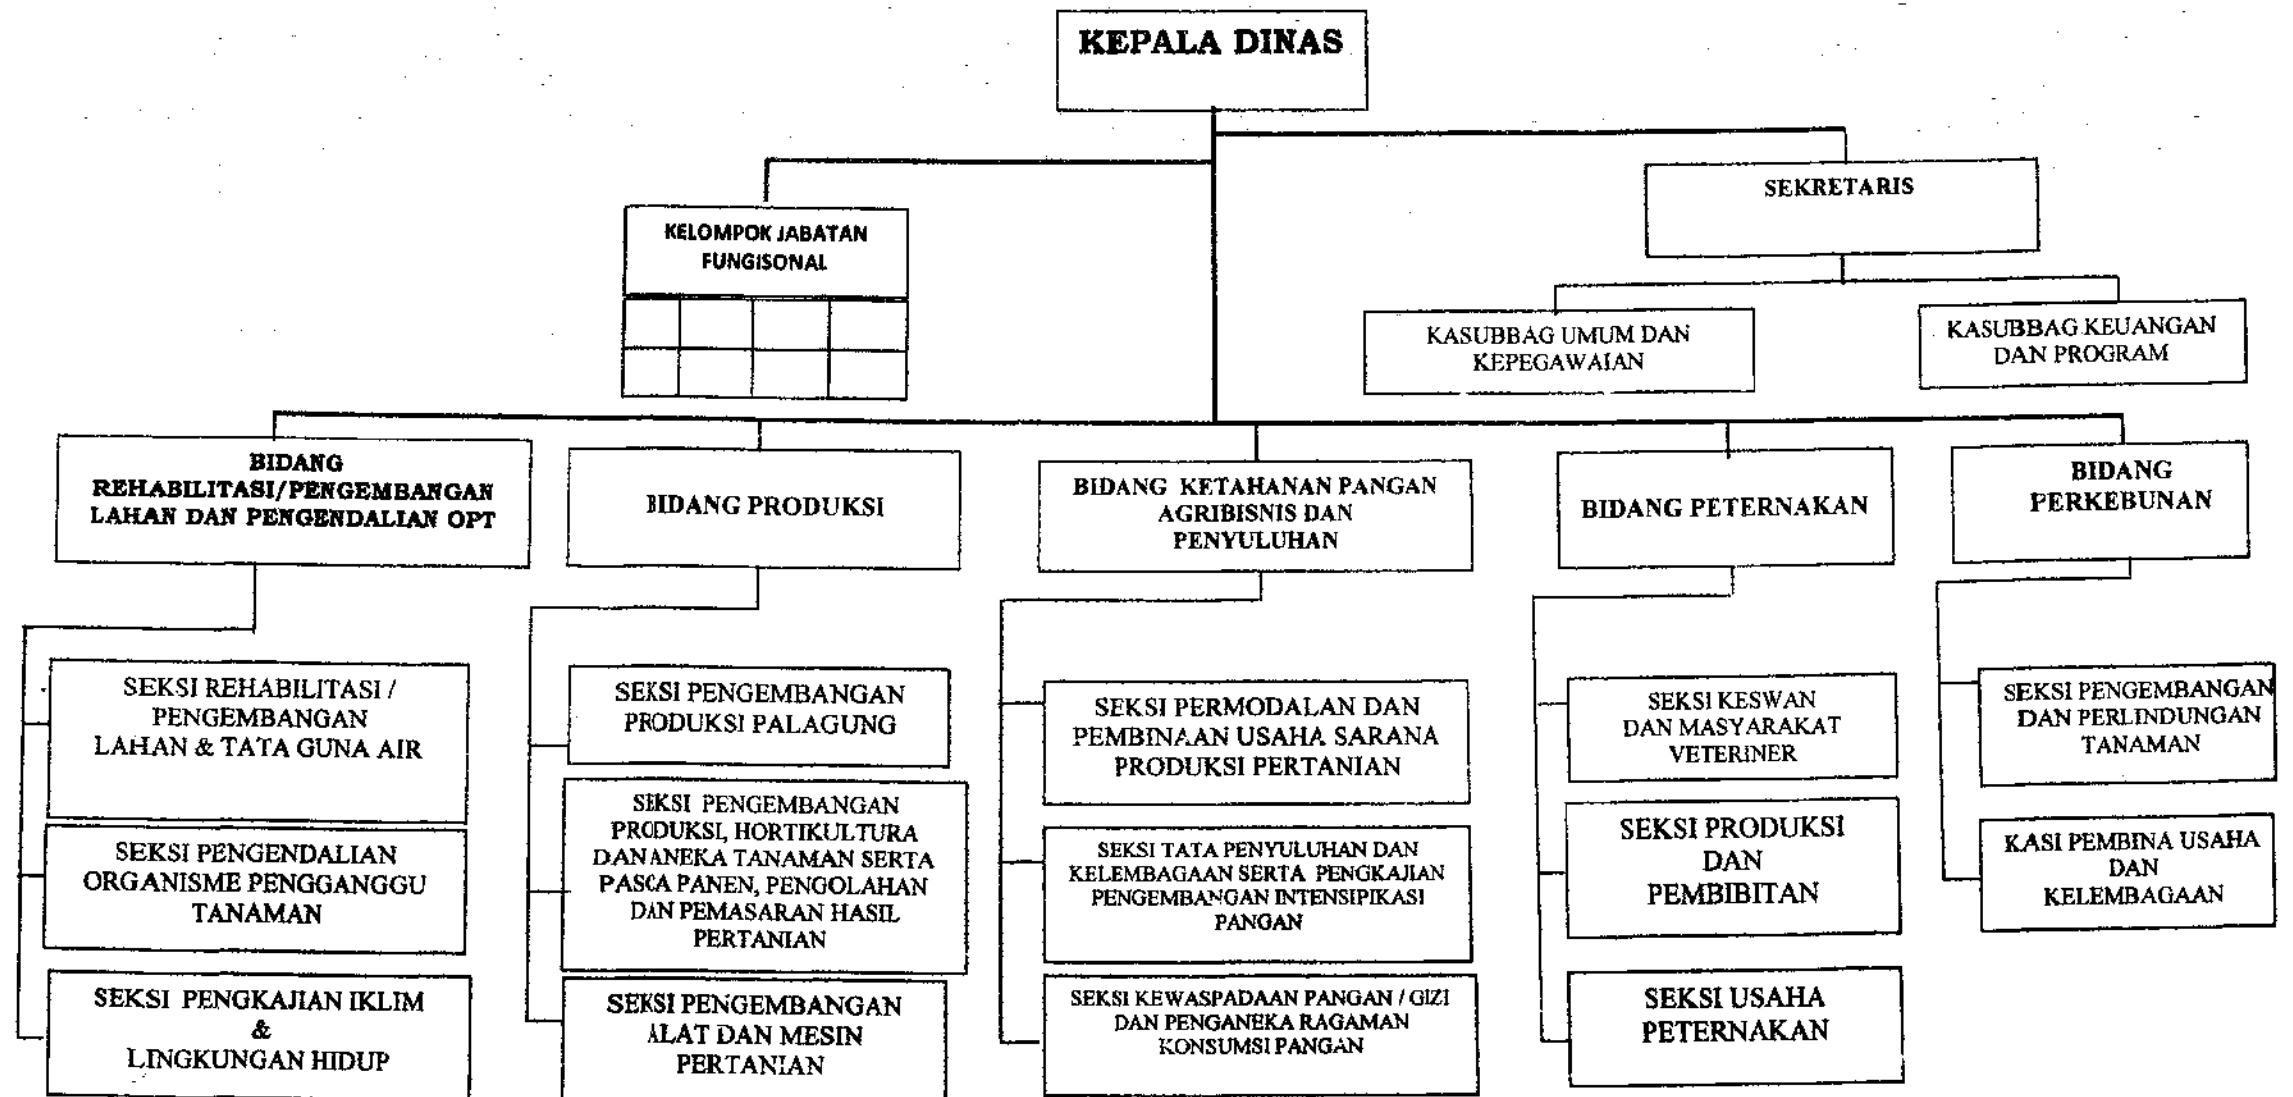 KEPALA DINAS
SEKRETARIS
KELOMPOK JABATAN
FUNGISONAL
KASUBBAG UMUM DAN
KEPEGAWAIAN
KASUBBAG KEUANGAN
DAN PROGRAM
BIDANG
REHABILITASI/PENGEMBANGAN
LAHAN DAN PENGENDALIAN OPT
BIDANG PRODUKSI
BIDANG KETAHANAN PANGAN
AGRIBISNIS DAN
PENYULUHAN
BIDANG PETERNAKAN
BIDANG
PERKEBUNAN
SEKSI REHABILITASI /
PENGEMBANGAN
LAHAN & TATA GUNA AIR
SEKSI PENGENDALIAN
ORGANISME PENGGANGGU
TANAMAN
SEKSI PENGKAJIAN IKLIM
&
LINGKUNGAN HIDUP
SEKSI PENGEMBANGAN
PRODUKSI PALAGUNG
SEKSI PENGEMBANGAN
PRODUKSI, HORTIKULTURA
DAN ANEKA TANAMAN SERTA
PASCA PANEN, PENGOLAHAN
DAN PEMASARAN HASIL
PERTANIAN
SEKSI PENGEMBANGAN
ALAT DAN MESIN
PERTANIAN
SEKSI PERMODALAN DAN
PEMBINAAN USAHA SARANA
PRODUKSI PERTANIAN
SEKSI TATA PENYULUHAN DAN
KELEMBAGAAN SERTA PENGKAJIAN
PENGEMBANGAN INTENSIPIKASI
PANGAN
SEKSI KEWASPADAAN PANGAN / GIZI
DAN PENGANEKA RAGAMAN
KONSUMSI PANGAN
SEKSI KESWAN
DAN MASYARAKAT
VETERINER
SEKSI PRODUKSI
DAN
PEMBIBITAN
SEKSI USAHA
PETERNAKAN
SEKSI PENGEMBANGAN
DAN PERLINDUNGAN
TANAMAN
KASI PEMBINA USAHA
DAN
KELEMBAGAAN